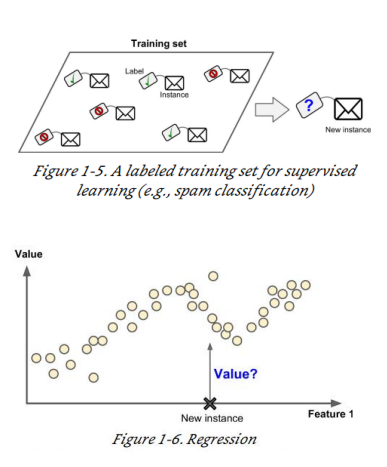 Training set
Label
Instance
?
New instance
Figure 1-5. A labeled training set for supervised
learning (e.g., spam classification)
Value
Value?
New instance
Feature 1
Figure 1-6. Regression